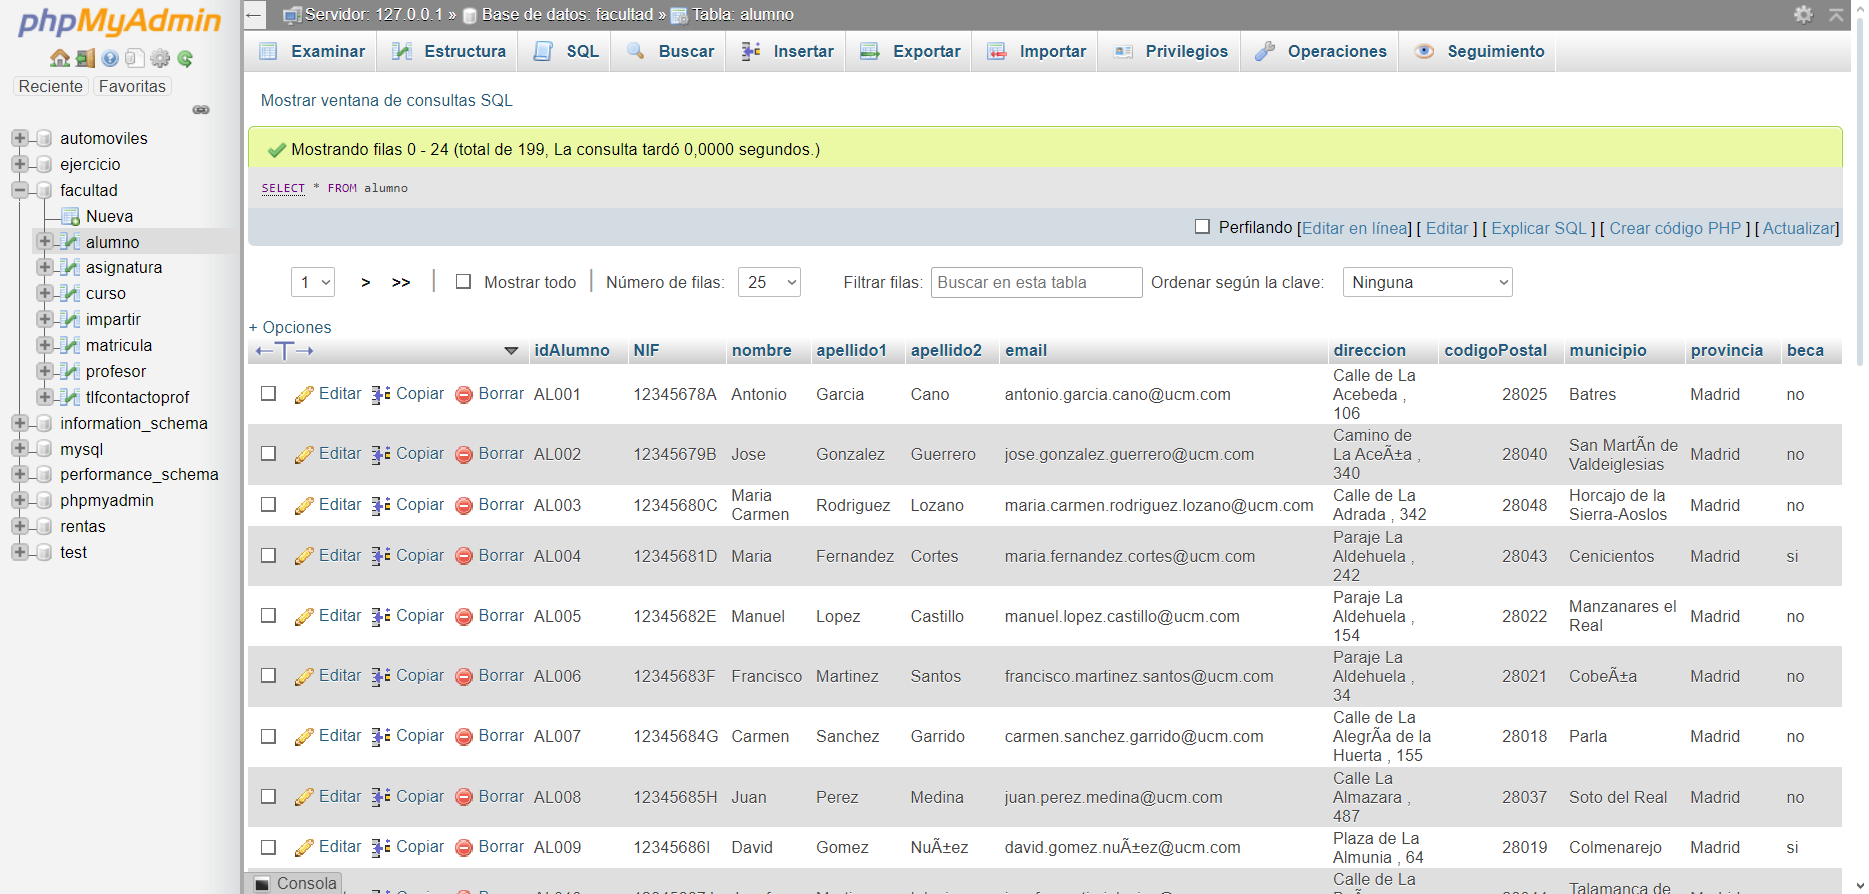 phpMyAdmin
Reciente Favoritas
automoviles
ejercicio
facultad
Nueva
alumno
asignatura
curso
impartir
matricula
profesor
tlfcontactoprof
information_schema
mysql
performance_schema
phpmyadmin
rentas
test
Servidor: 127.0.0.1 » Base de datos: facultad » Tabla: alumno
Examinar Estructura SQL Buscar Insertar Exportar Importar Privilegios Operaciones Seguimiento
Mostrar ventana de consultas SQL
Mostrando filas 0 - 24 (total de 199, La consulta tardó 0,0000 segundos.)
SELECT * FROM alumno
Perfilando [Editar en línea] [ Editar ] [ Explicar SQL ] [ Crear código PHP ] [ Actualizar]
1 > >> | Mostrar todo | Número de filas: 25 Filtrar filas: Buscar en esta tabla Ordenar según la clave: Ninguna
+ Opciones
←T→ idAlumno NIF nombre apellido1 apellido2 email direccion codigoPostal municipio provincia beca
Editar Copiar Borrar AL001 12345678A Antonio Garcia Cano antonio.garcia.cano@ucm.com Calle de La Acebeda , 106 28025 Batres Madrid no
Editar Copiar Borrar AL002 12345679B Jose Gonzalez Guerrero jose.gonzalez.guerrero@ucm.com Camino de La AceÃ±a , 340 28040 San MartÃn de Valdeiglesias Madrid no
Editar Copiar Borrar AL003 12345680C Maria Carmen Rodriguez Lozano maria.carmen.rodriguez.lozano@ucm.com Calle de La Adrada , 342 28048 Horcajo de la Sierra-Aoslos Madrid no
Editar Copiar Borrar AL004 12345681D Maria Fernandez Cortes maria.fernandez.cortes@ucm.com Paraje La Aldehuela , 242 28043 Cenicientos Madrid si
Editar Copiar Borrar AL005 12345682E Manuel Lopez Castillo manuel.lopez.castillo@ucm.com Paraje La Aldehuela , 154 28022 Manzanares el Real Madrid no
Editar Copiar Borrar AL006 12345683F Francisco Martinez Santos francisco.martinez.santos@ucm.com Paraje La Aldehuela , 34 28021 CobeÃ±a Madrid no
Editar Copiar Borrar AL007 12345684G Carmen Sanchez Garrido carmen.sanchez.garrido@ucm.com Calle de La AlegrÃa de la Huerta , 155 28018 Parla Madrid no
Editar Copiar Borrar AL008 12345685H Juan Perez Medina juan.perez.medina@ucm.com Calle La Almazara , 487 28037 Soto del Real Madrid no
Editar Copiar Borrar AL009 12345686I David Gomez NuÃ±ez david.gomez.nuÃ±ez@ucm.com Plaza de La Almunia , 64 28019 Colmenarejo Madrid si
Calle de La Talamanca de
Consola